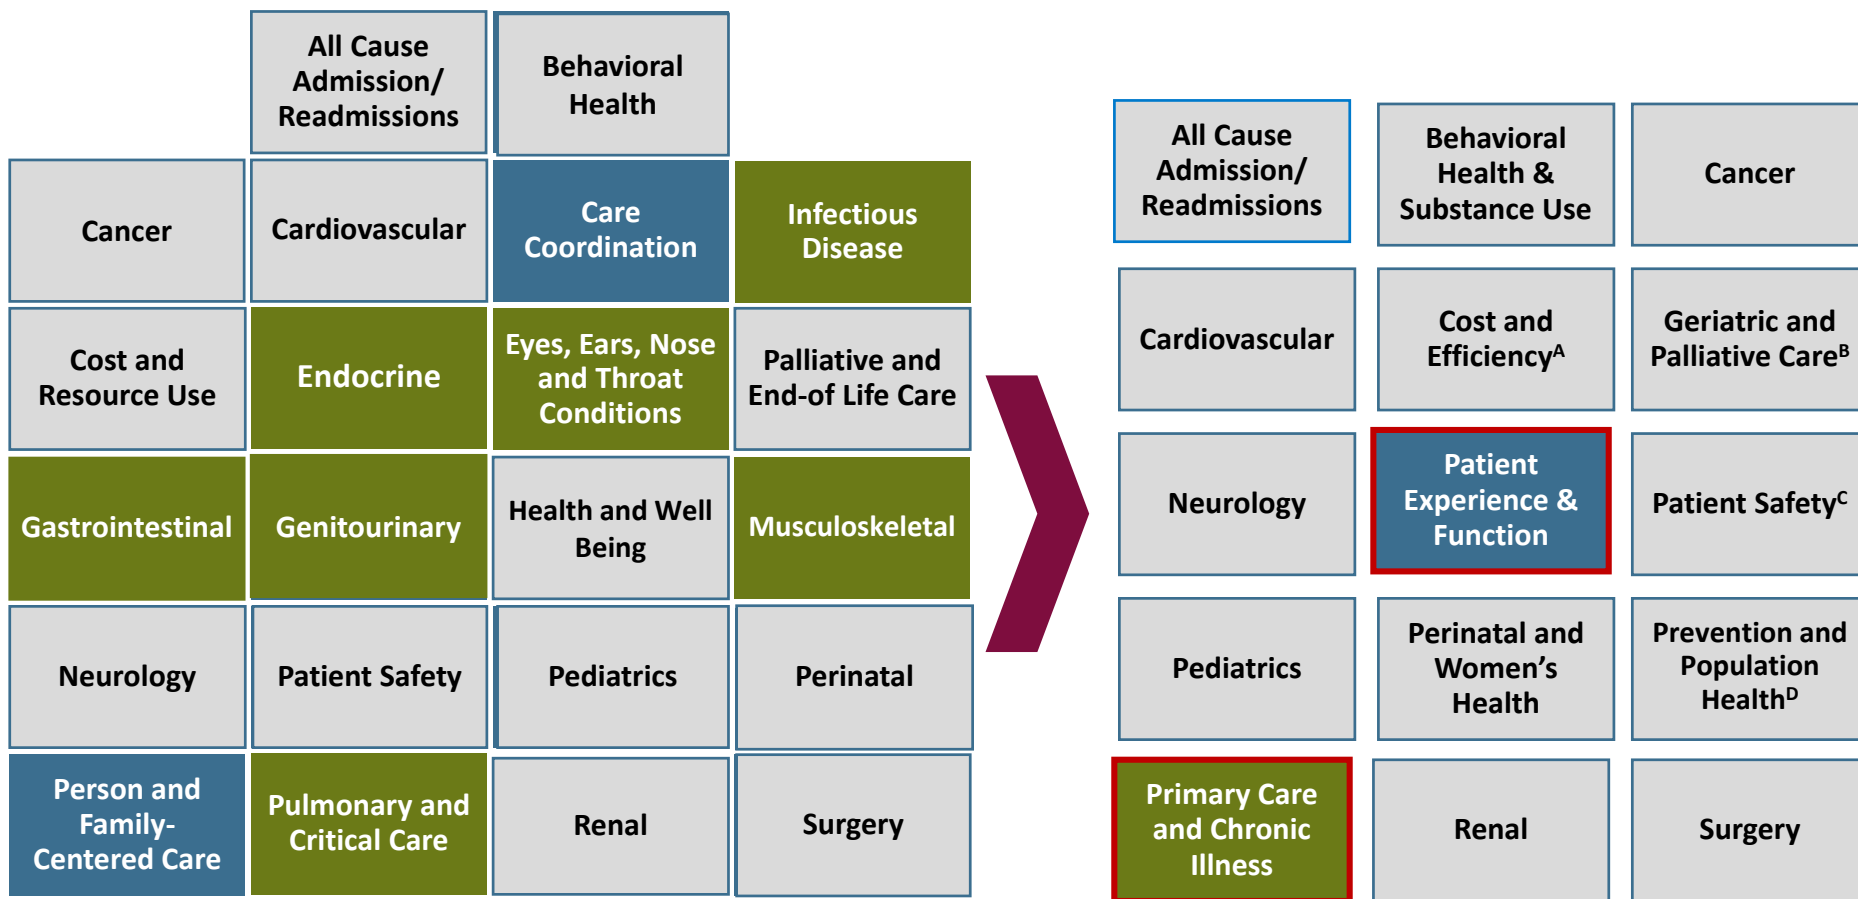 All Cause
Admission/
Readmissions
Behavioral
Health
Cancer
Cardiovascular
Care
Coordination
Infectious
Disease
Cost and
Resource Use
Endocrine
Eyes, Ears, Nose
and Throat
Conditions
Palliative and
End-of Life Care
Gastrointestinal
Genitourinary
Health and Well
Being
Musculoskeletal
Neurology
Patient Safety
Pediatrics
Perinatal
Person and
Family-
Centered Care
Pulmonary and
Critical Care
Renal
Surgery
All Cause
Admission/
Readmissions
Behavioral
Health &
Substance Use
Cancer
Cardiovascular
Cost and
Efficiencyᴬ
Geriatric and
Palliative Careᴮ
Neurology
Patient
Experience &
Function
Patient Safetyᶜ
Pediatrics
Perinatal and
Women’s
Health
Prevention and
Population
Healthᴰ
Primary Care
and Chronic
Illness
Renal
Surgery